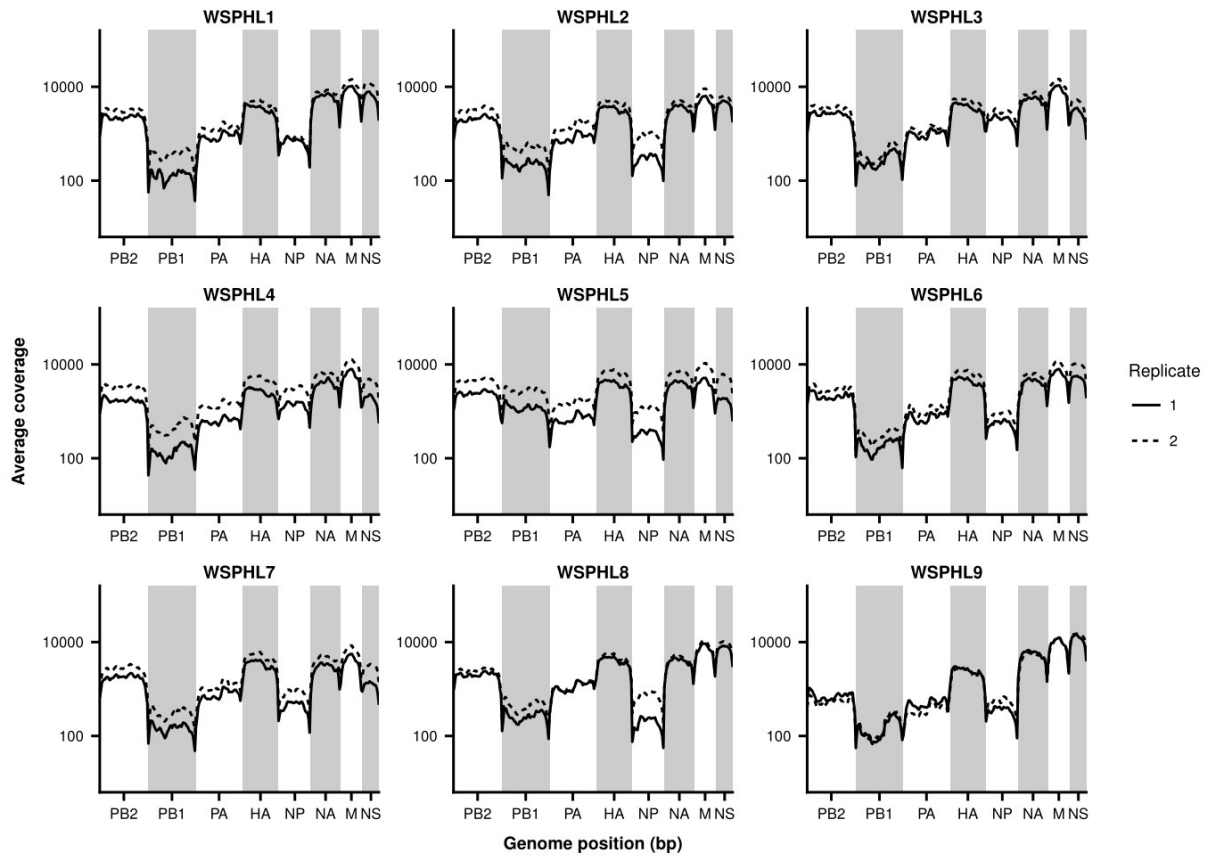 WSPHL1 WSPHL2 WSPHL3
10000 10000 10000
100 100 100
PB2 PB1 PA HA NP NA M NS PB2 PB1 PA HA NP NA M NS PB2 PB1 PA HA NP NA M NS
WSPHL4 WSPHL5 WSPHL6
Average coverage
10000 10000 10000
100 100 100
PB2 PB1 PA HA NP NA M NS PB2 PB1 PA HA NP NA M NS PB2 PB1 PA HA NP NA M NS
Replicate
1
2
WSPHL7 WSPHL8 WSPHL9
10000 10000 10000
100 100 100
PB2 PB1 PA HA NP NA M NS PB2 PB1 PA HA NP NA M NS PB2 PB1 PA HA NP NA M NS
Genome position (bp)